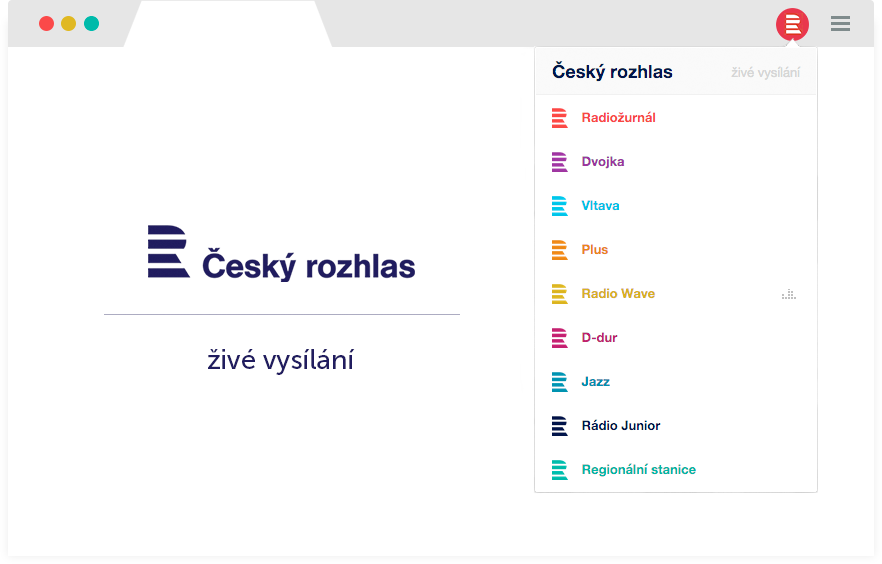 Český rozhlas
živé vysílání
Český rozhlas
živé vysílání
Radiožurnál
Dvojka
Vltava
Plus
Radio Wave
D-dur
Jazz
Rádio Junior
Regionální stanice